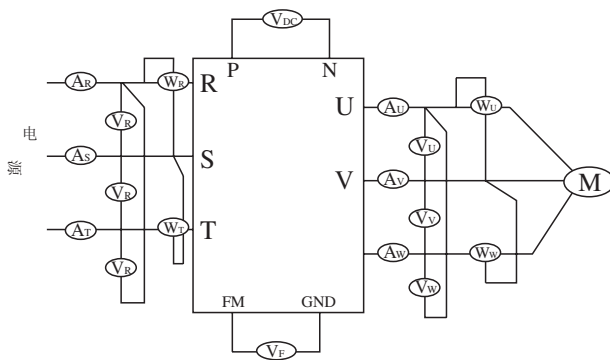 VDC
P N
AR WR R
VR
电
源
AS S
VR
AT WT T
VR
U AU WU
VU
V AV M
VV
AW WW
VW
FM GND
VF